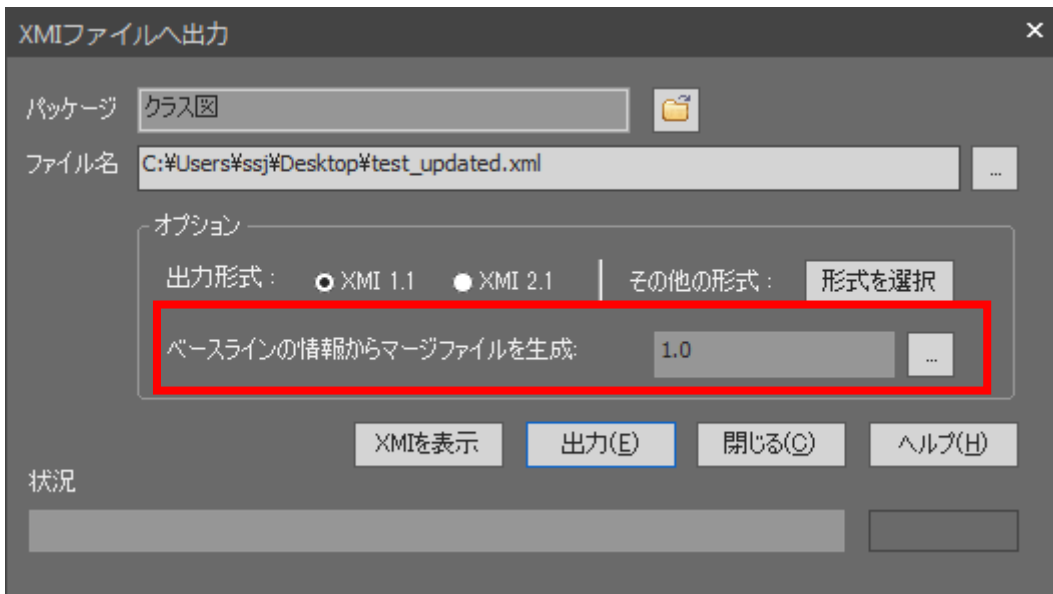 XMIファイルへ出力 ×
パッケージ クラス図
ファイル名 C:¥Users¥ssj¥Desktop¥test_updated.xml ...
オプション
出力形式： XMI 1.1 XMI 2.1 その他の形式： 形式を選択
ベースラインの情報からマージファイルを生成: 1.0 ...
XMIを表示 出力(E) 閉じる(C) ヘルプ(H)
状況